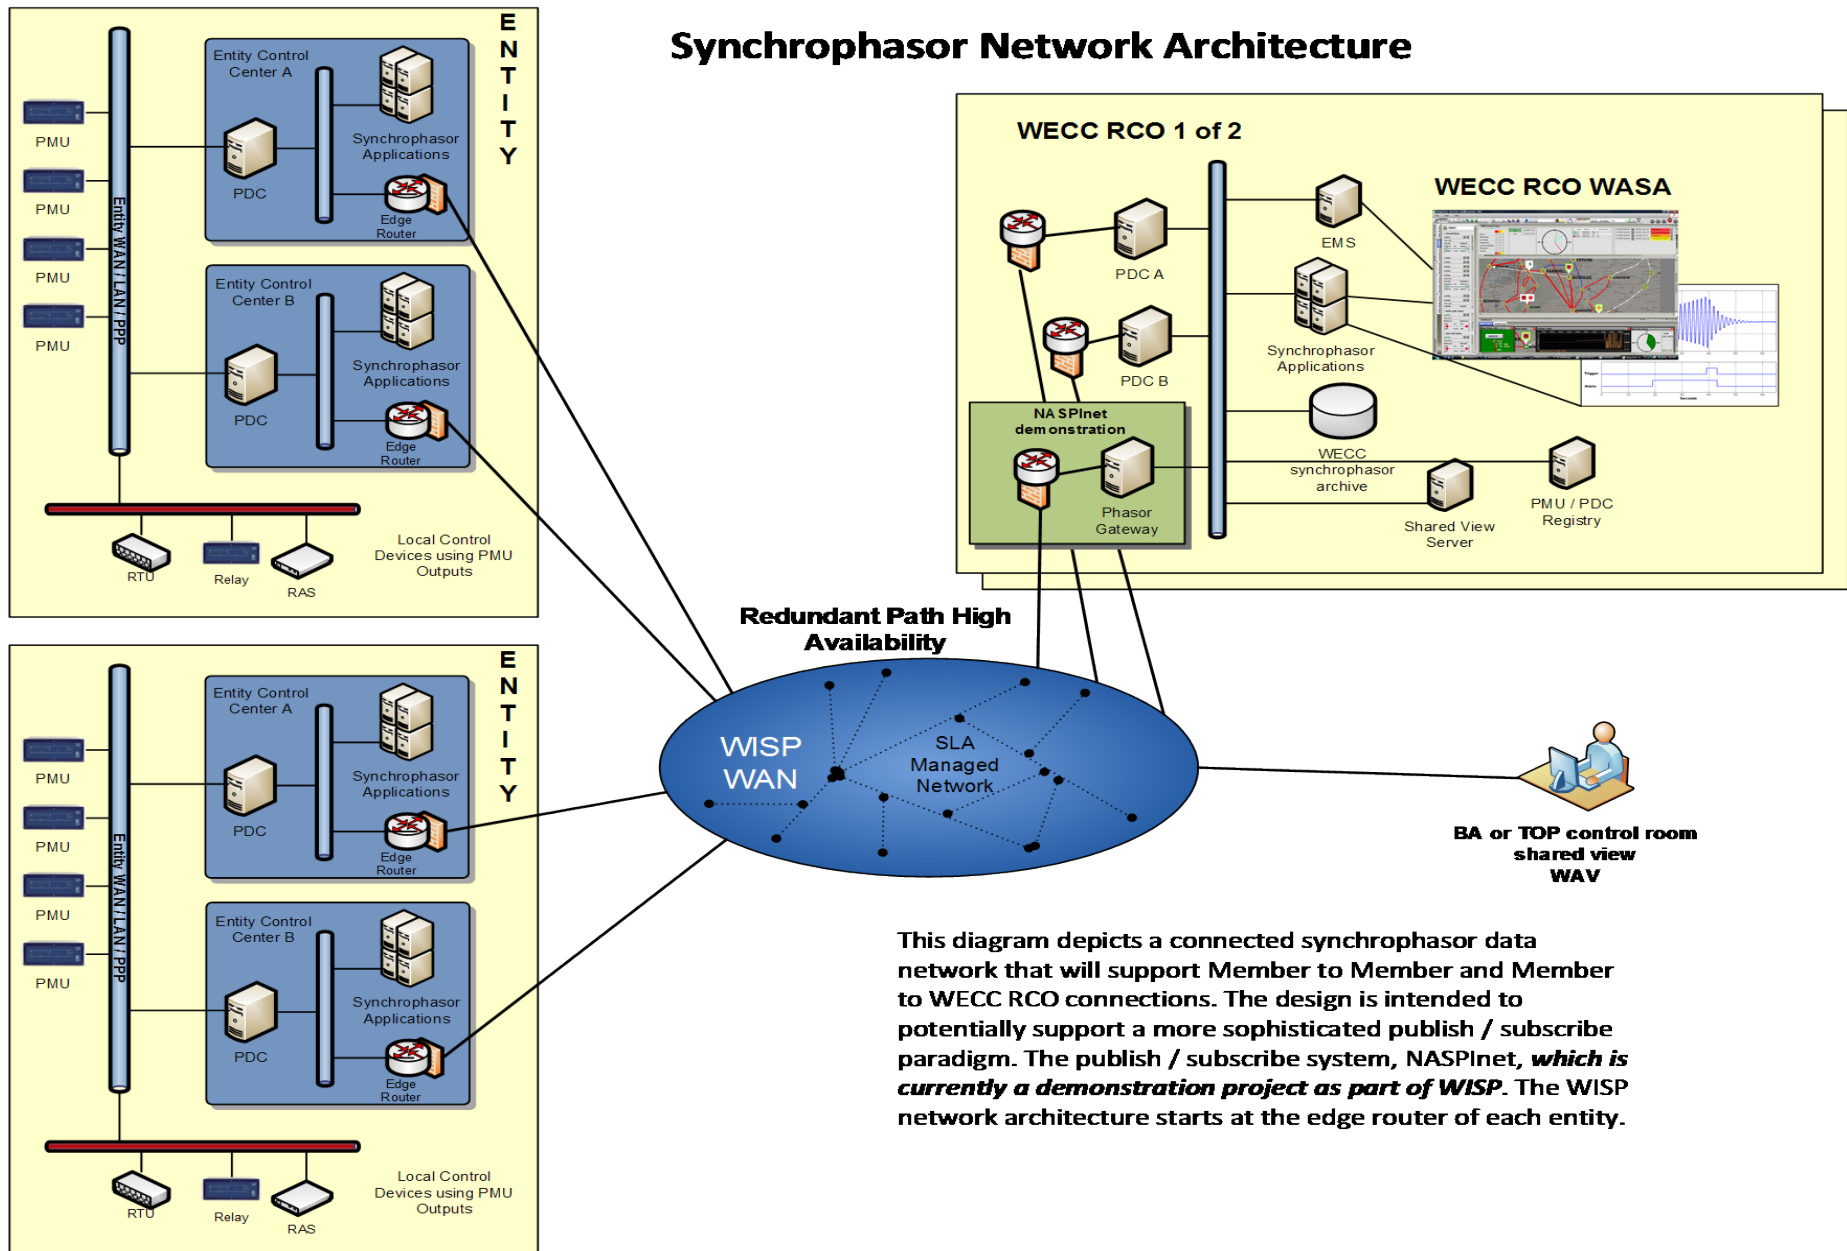 Synchrophasor Network Architecture
ENTITY
Entity Control
Center A
Synchrophasor
Applications
PDC
Edge
Router
PMU
PMU
PMU
PMU
Entity WAN / LAN / PPP
Entity Control
Center B
Synchrophasor
Applications
PDC
Edge
Router
Local Control
Devices using PMU
Outputs
RTU
Relay
RAS
ENTITY
Entity Control
Center A
Synchrophasor
Applications
PDC
Edge
Router
PMU
PMU
PMU
PMU
Entity WAN / LAN / PPP
Entity Control
Center B
Synchrophasor
Applications
PDC
Edge
Router
Local Control
Devices using PMU
Outputs
RTU
Relay
RAS
WECC RCO 1 of 2
WECC RCO WASA
PDC A
EMS
PDC B
Synchrophasor
Applications
Trigger
Alarm
Seconds
NASPInet
demonstration
Phasor
Gateway
WECC
synchrophasor
archive
Shared View
Server
PMU / PDC
Registry
Redundant Path High
Availability
WISP
WAN
SLA
Managed
Network
BA or TOP control room
shared view
WAV
This diagram depicts a connected synchrophasor data
network that will support Member to Member and Member
to WECC RCO connections. The design is intended to
potentially support a more sophisticated publish / subscribe
paradigm. The publish / subscribe system, NASPInet, which is
currently a demonstration project as part of WISP. The WISP
network architecture starts at the edge router of each entity.